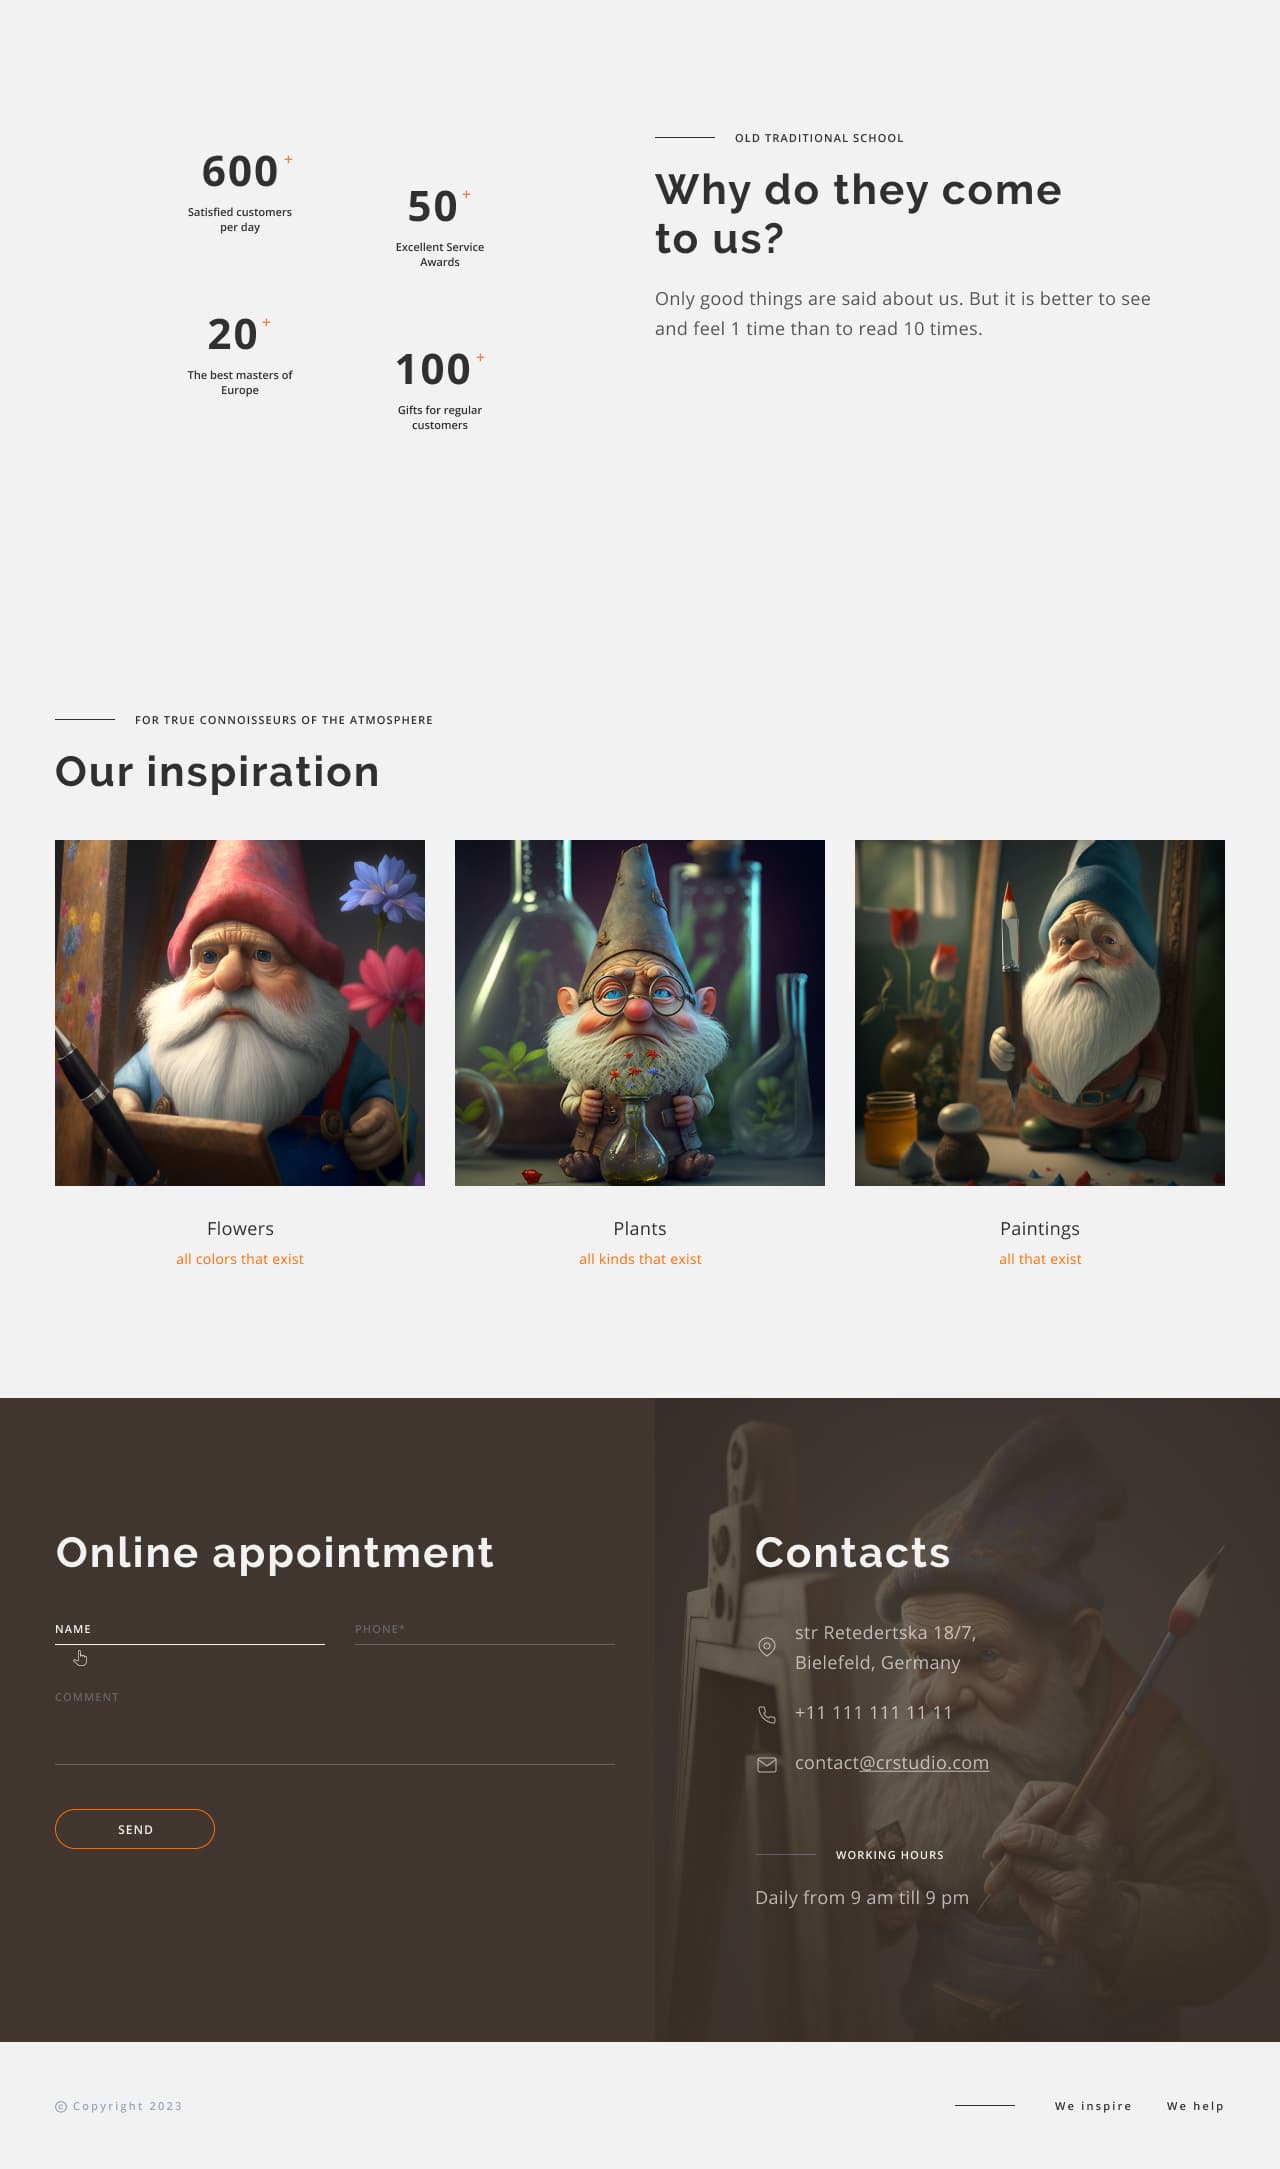 600+
Satisfied customers
per day
50+
Excellent Service
Awards
20+
The best masters of
Europe
100+
Gifts for regular
customers
OLD TRADITIONAL SCHOOL
Why do they come
to us?
Only good things are said about us. But it is better to see
and feel 1 time than to read 10 times.
FOR TRUE CONNOISSEURS OF THE ATMOSPHERE
Our inspiration
Flowers
all colors that exist
Plants
all kinds that exist
Paintings
all that exist
Online appointment
NAME
PHONE*
COMMENT
SEND
Contacts
str Retedertska 18/7,
Bielefeld, Germany
+11 111 111 11 11
contact@crstudio.com
WORKING HOURS
Daily from 9 am till 9 pm
© Copyright 2023
We inspire
We help